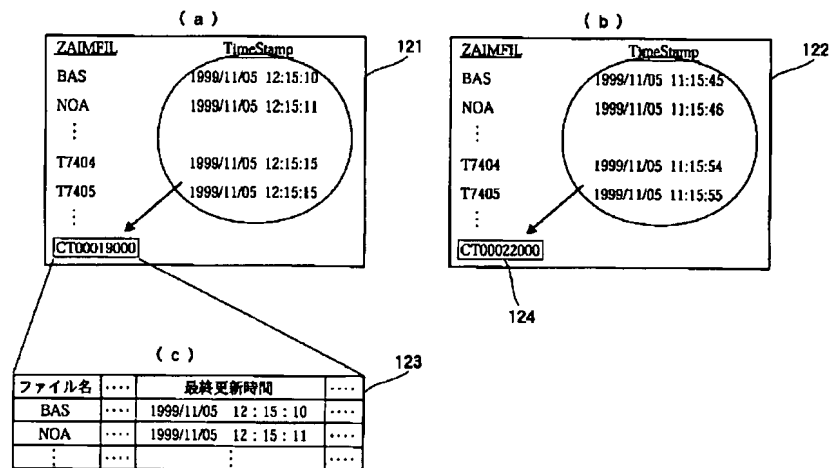 (a)
ZAIMFIL TimeStamp
BAS 1999/11/05 12:15:10
NOA 1999/11/05 12:15:11
⋮
T7404 1999/11/05 12:15:15
T7405 1999/11/05 12:15:15
⋮
CT00019000
121
(b)
ZAIMFIL TimeStamp
BAS 1999/11/05 11:15:45
NOA 1999/11/05 11:15:46
⋮
T7404 1999/11/05 11:15:54
T7405 1999/11/05 11:15:55
⋮
CT00022000
122
124
(c)
123
ファイル名 ‥‥ 最終更新時間 ‥‥
BAS ‥‥ 1999/11/05 12:15:10 ‥‥
NOA ‥‥ 1999/11/05 12:15:11 ‥‥
⋮ ‥‥ ⋮ ‥‥